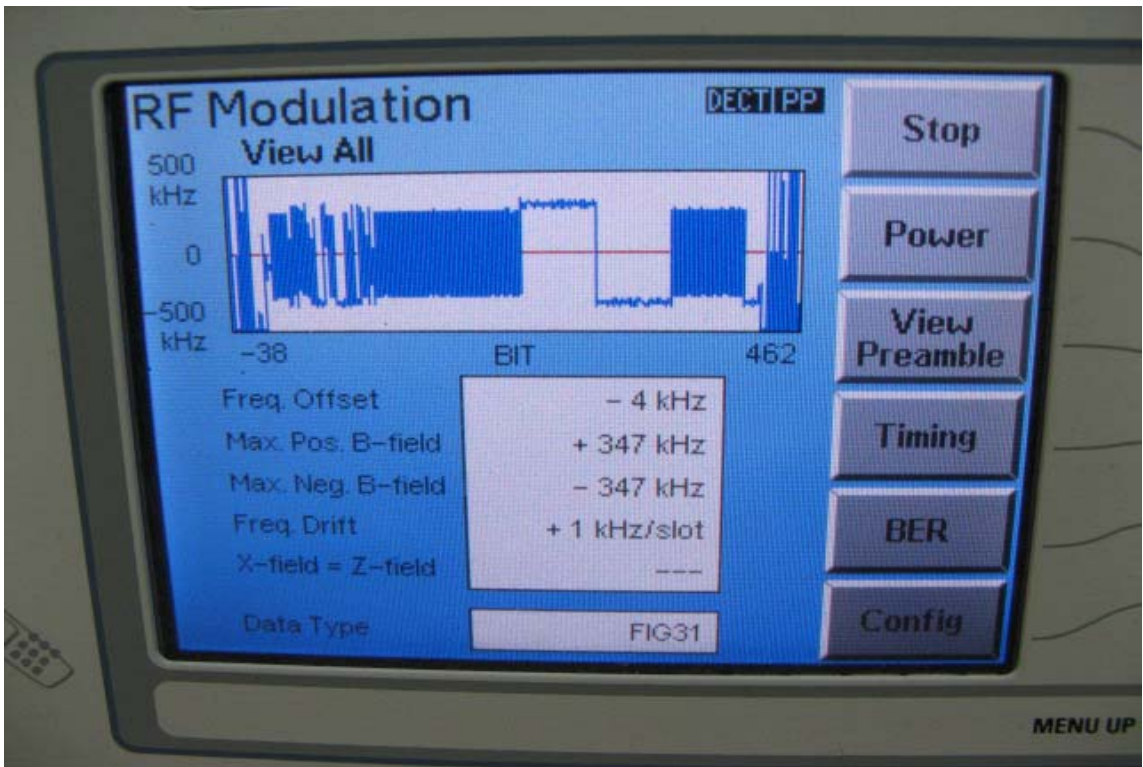 RF Modulation
DECT PP
View All
500
kHz
0
-500
kHz
-38
BIT
462
Freq. Offset
- 4 kHz
Max. Pos. B-field
+ 347 kHz
Max. Neg. B-field
- 347 kHz
Freq. Drift
+ 1 kHz/slot
X-field = Z-field
---
Data Type
FIG31
Stop
Power
View
Preamble
Timing
BER
Config
MENU UP